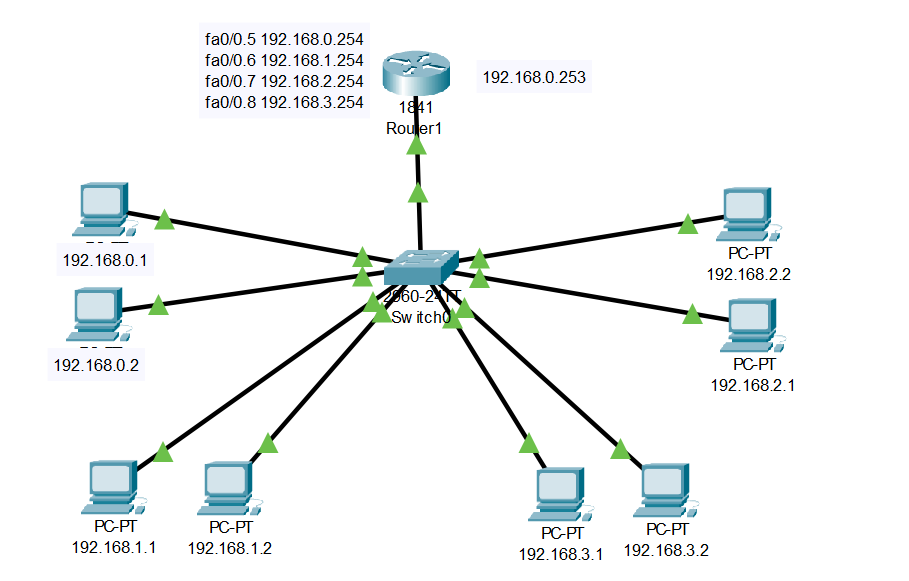 fa0/0.5 192.168.0.254
fa0/0.6 192.168.1.254
fa0/0.7 192.168.2.254
fa0/0.8 192.168.3.254
192.168.0.253
1841
Router1
192.168.0.1
PC-PT
192.168.2.2
2960-24TT
Switch0
192.168.0.2
PC-PT
192.168.2.1
PC-PT
192.168.1.1
PC-PT
192.168.1.2
PC-PT
192.168.3.1
PC-PT
192.168.3.2